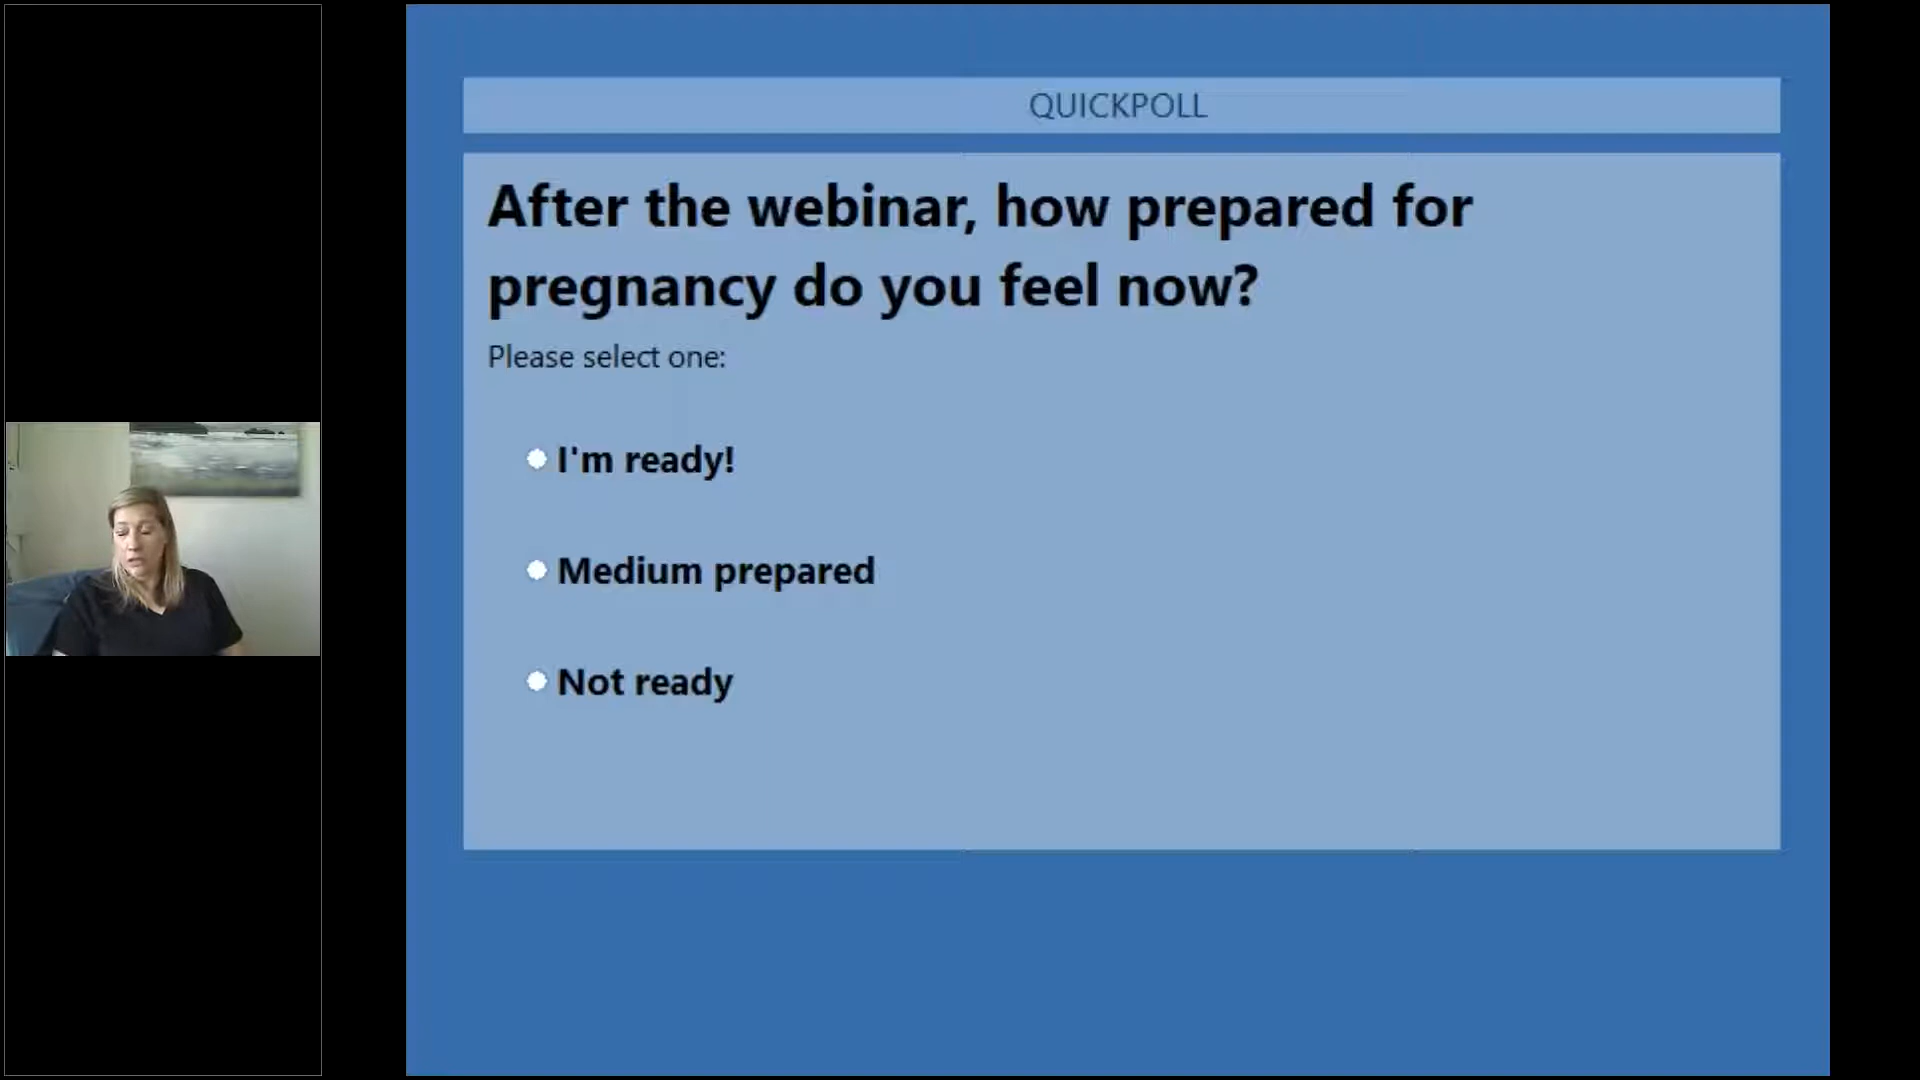 QUICKPOLL
After the webinar, how prepared for
pregnancy do you feel now?
Please select one:
I'm ready!
Medium prepared
Not ready